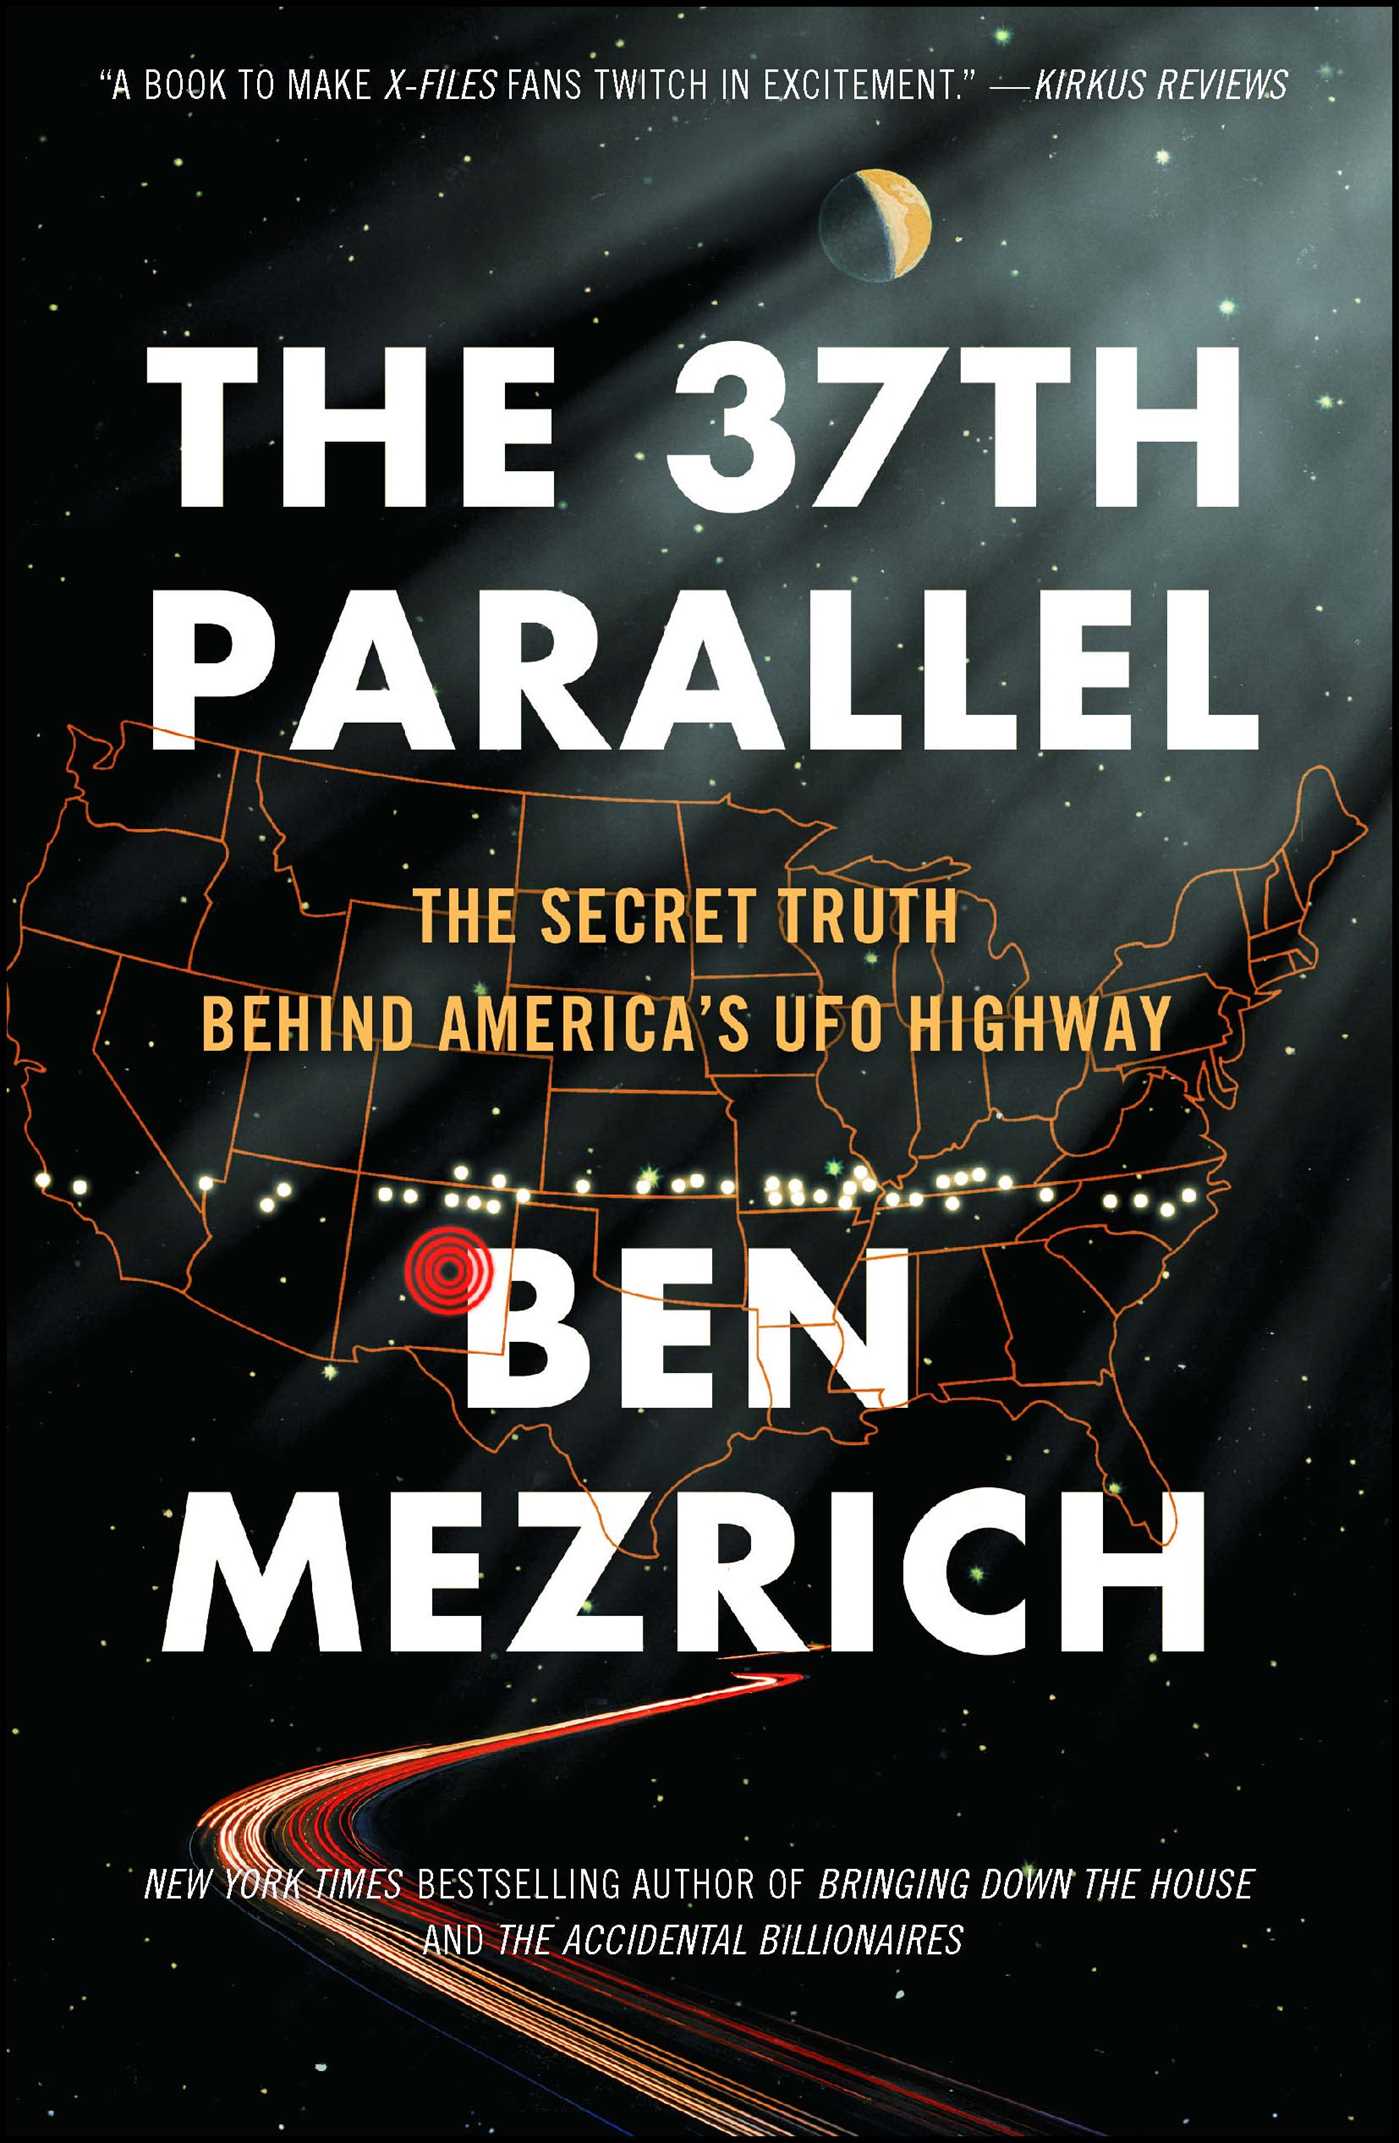 “A BOOK TO MAKE X-FILES FANS TWITCH IN EXCITEMENT.” —KIRKUS REVIEWS
THE 37TH
PARALLEL
THE SECRET TRUTH
BEHIND AMERICA’S UFO HIGHWAY
BEN
MEZRICH
NEW YORK TIMES BESTSELLING AUTHOR OF BRINGING DOWN THE HOUSE
AND THE ACCIDENTAL BILLIONAIRES